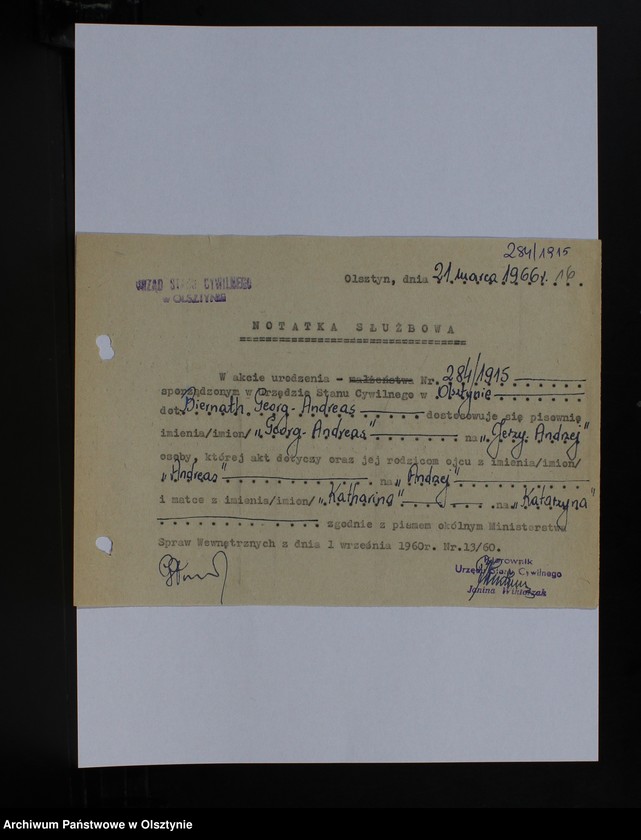 284/1915
URZĄD STANU CYWILNEGO
w OLSZTYNIE
Olsztyn, dnia 21 marca 1966r.
NOTATKA SŁUŻBOWA
W akcie urodzenia - małżeństwa Nr. 284/1915
sporządzonym w Urzędzie Stanu Cywilnego w Olsztynie
dot. Biernath Georg-Andreas dostosowuje się pisownię
imienia/imion/ "Georg-Andreas" na "Jerzy-Andrzej"
osoby, której akt dotyczy oraz jej rodziców ojcu z imienia/imion/
"Andreas" na "Andrzej"
i matce z imienia/imion/ "Katharina" na "Katarzyna"
zgodnie z pismem okólnym Ministerstwa
Spraw Wewnętrznych z dnia 1 września 1960r. Nr.13/60.
Kierownik
Urzędu Stanu Cywilnego
Janina
Archiwum Państwowe w Olsztynie